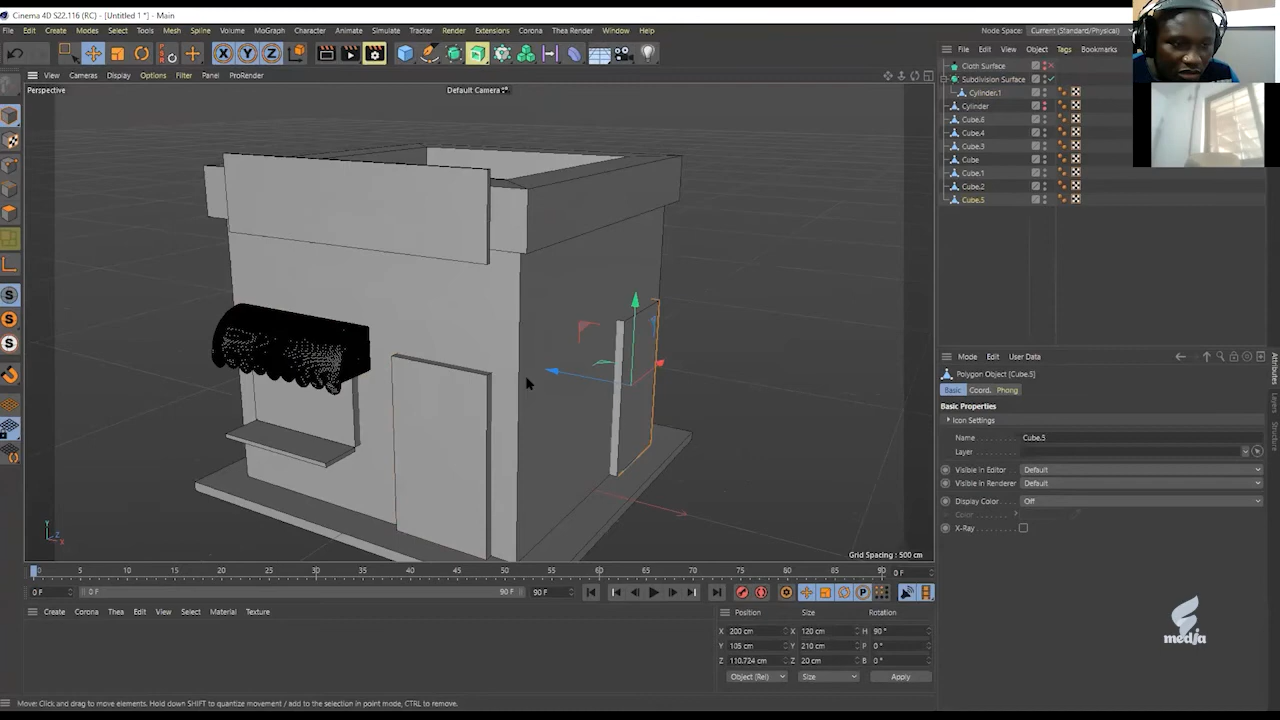 Cinema 4D S22.116 (RC) - [Untitled 1 *] - Main
File Edit Create Modes Select Tools Mesh Spline Volume MoGraph Character Animate Simulate Tracker Render Extensions Corona Thea Render Window Help
Node Space: Current (Standard/Physical)
File Edit View Object Tags Bookmarks
X Y Z
View Cameras Display Options Filter Panel ProRender
Perspective
Default Camera
Cloth Surface
Subdivision Surface
Cylinder.1
Cylinder
Cube.6
Cube.4
Cube.3
Cube
Cube.1
Cube.2
Cube.5
S
S
S
Mode Edit User Data
Polygon Object [Cube.5]
Basic Coord. Phong
Basic Properties
Icon Settings
Name Cube.5
Layer
Visible in Editor Default
Visible in Renderer Default
Display Color Off
Color
X-Ray
Attributes
Layers
Structure
Grid Spacing : 500 cm
0 5 10 15 20 25 30 35 40 45 50 55 60 65 70 75 80 85 90 0 F
0 F 0 F 90 F 90 F
Create Corona Thea Edit View Select Material Texture
Position Size Rotation
X 200 cm X 120 cm H 90 °
Y 105 cm Y 210 cm P 0 °
Z 110.724 cm Z 20 cm B 0 °
Object (Rel) Size Apply
media
Move: Click and drag to move elements. Hold down SHIFT to quantize movement / add to the selection in point mode, CTRL to remove.